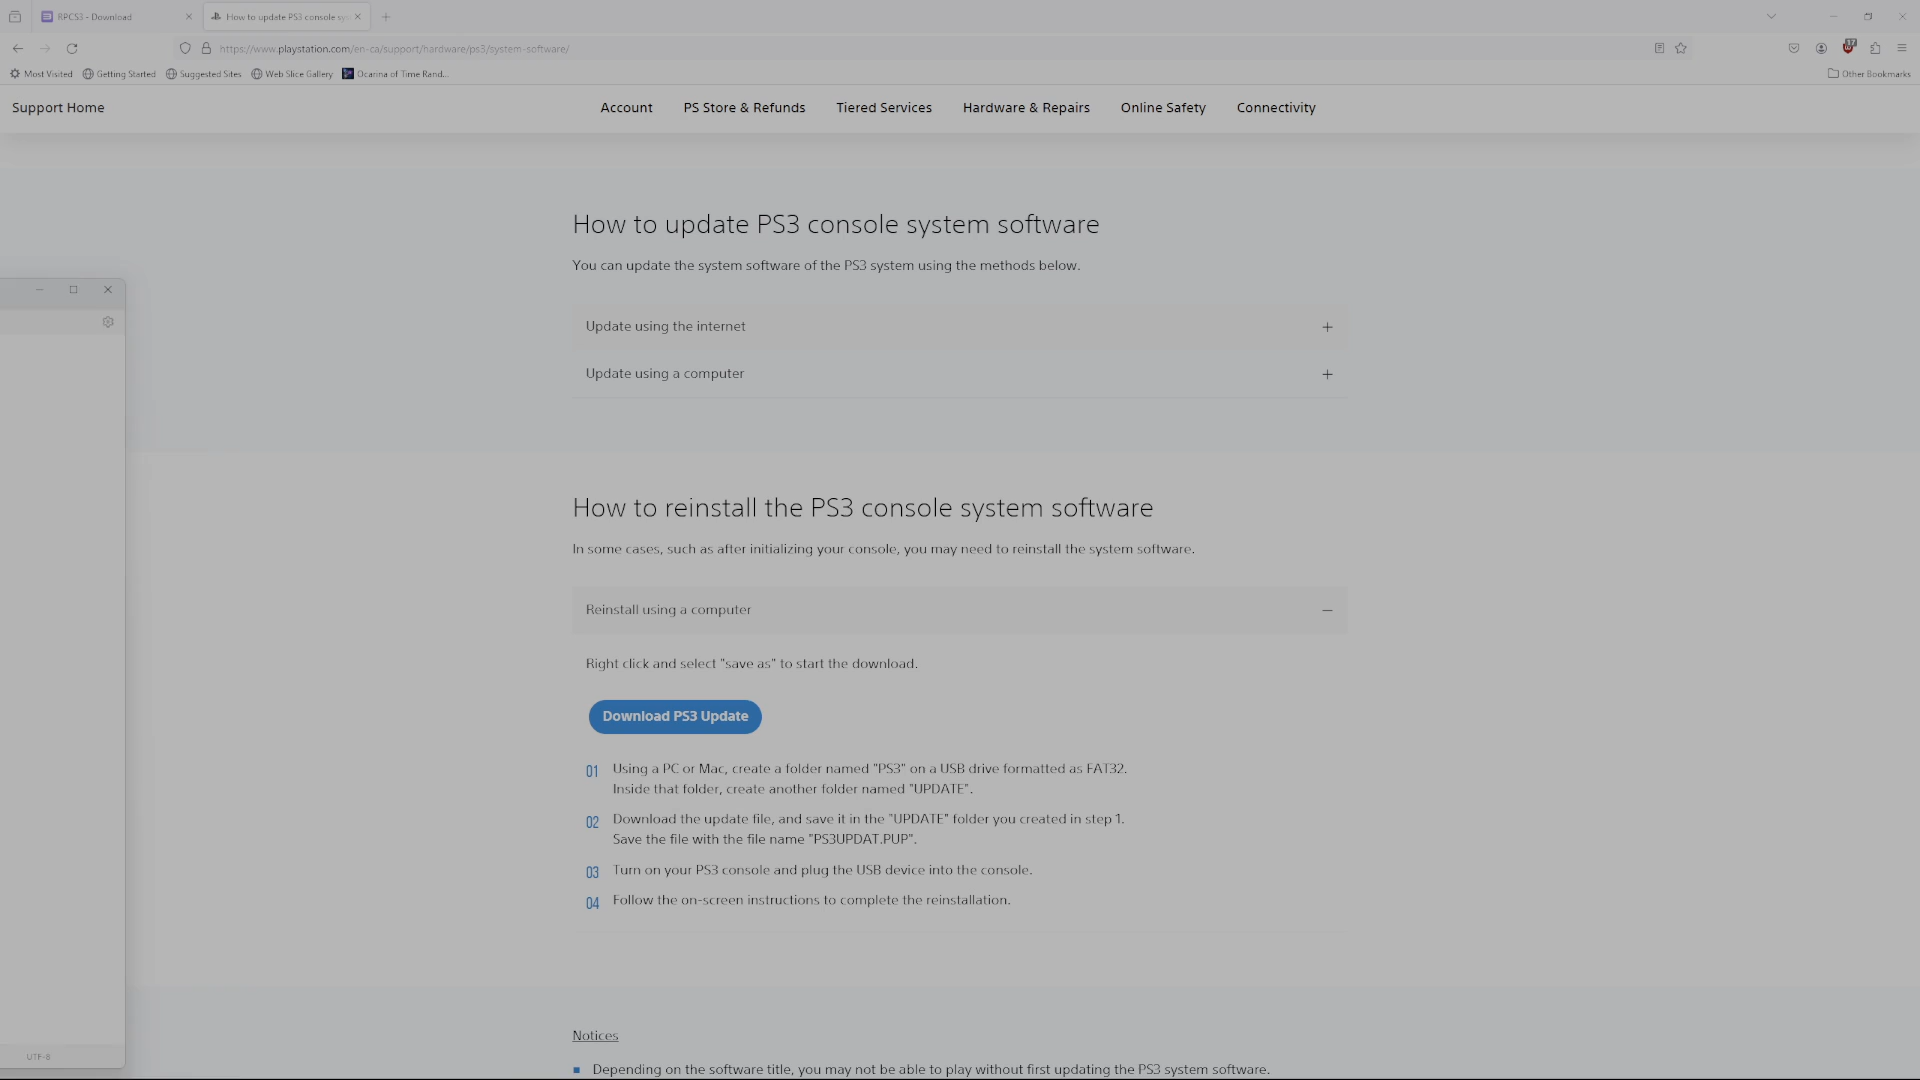 RPCS3 - Download
How to update PS3 console sy
https://www.playstation.com/en-ca/support/hardware/ps3/system-software/
Most Visited
Getting Started
Suggested Sites
Web Slice Gallery
Ocarina of Time Rand...
Other Bookmarks
Support Home
Account
PS Store & Refunds
Tiered Services
Hardware & Repairs
Online Safety
Connectivity
How to update PS3 console system software
You can update the system software of the PS3 system using the methods below.
Update using the internet
Update using a computer
How to reinstall the PS3 console system software
In some cases, such as after initializing your console, you may need to reinstall the system software.
Reinstall using a computer
Right click and select "save as" to start the download.
Download PS3 Update
01 Using a PC or Mac, create a folder named "PS3" on a USB drive formatted as FAT32.
Inside that folder, create another folder named "UPDATE".
02 Download the update file, and save it in the "UPDATE" folder you created in step 1.
Save the file with the file name "PS3UPDAT.PUP".
03 Turn on your PS3 console and plug the USB device into the console.
04 Follow the on-screen instructions to complete the reinstallation.
Notices
Depending on the software title, you may not be able to play without first updating the PS3 system software.
UTF-8